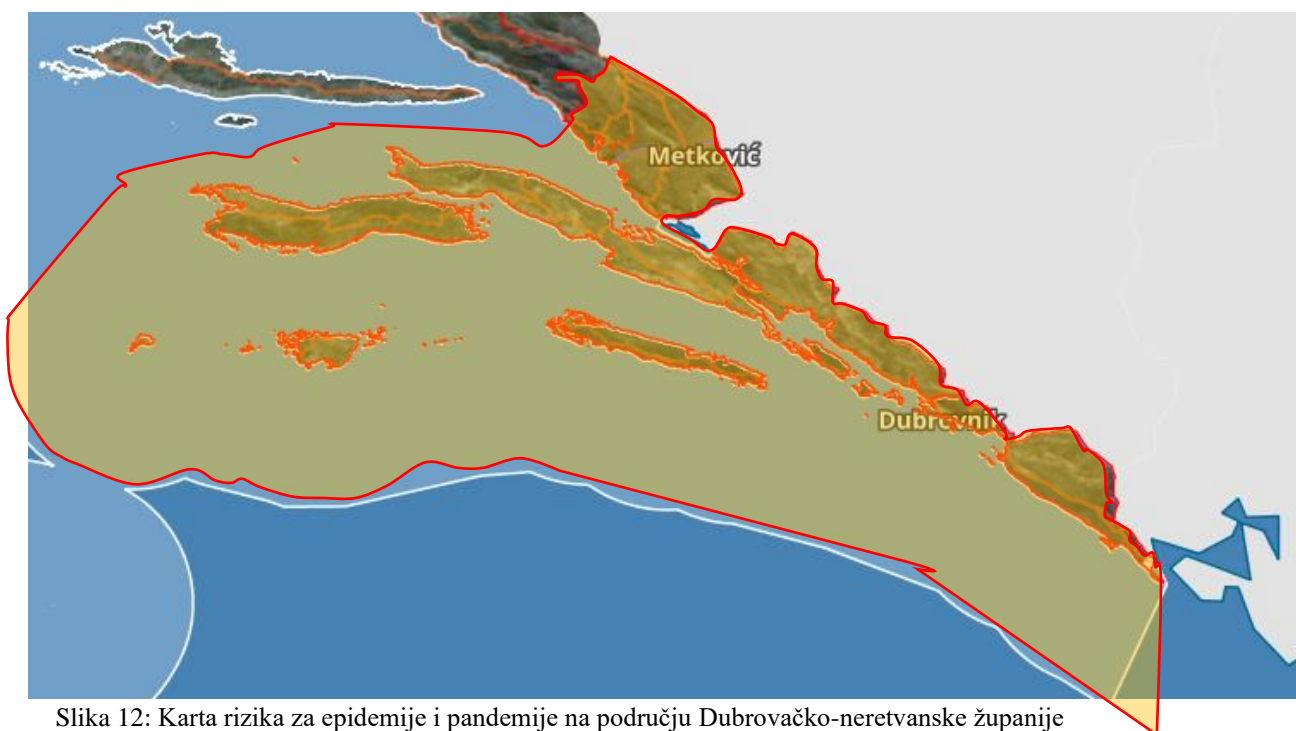 Metković
Dubrovnik
Slika 12: Karta rizika za epidemije i pandemije na području Dubrovačko-neretvanske županije